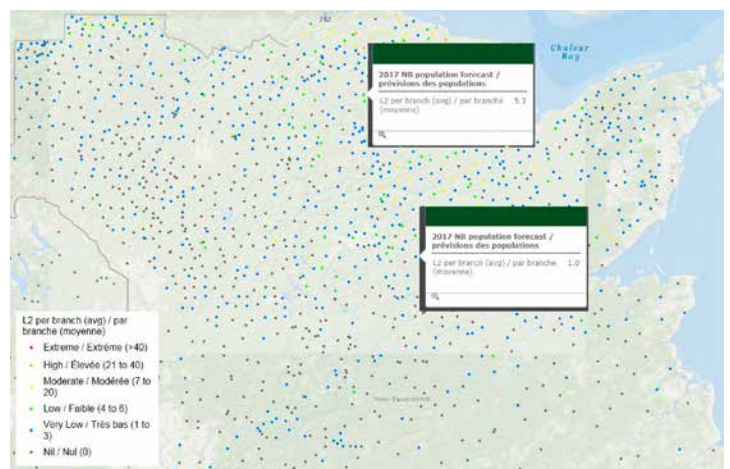 Chaleur
Bay
2017 NB population forecast /
prévisions des populations
L2 per branch (avg) / par branche 5.3
(moyenne)
2017 NB population forecast /
prévisions des populations
L2 per branch (avg) / par branche 1.0
(moyenne)
L2 per branch (avg) / par
branche (moyenne)
Extreme / Extrême (>40)
High / Élevée (21 to 40)
Moderate / Modérée (7 to
20)
Low / Faible (4 to 6)
Very Low / Très bas (1 to
3)
Nil / Nul (0)
New Brunswick